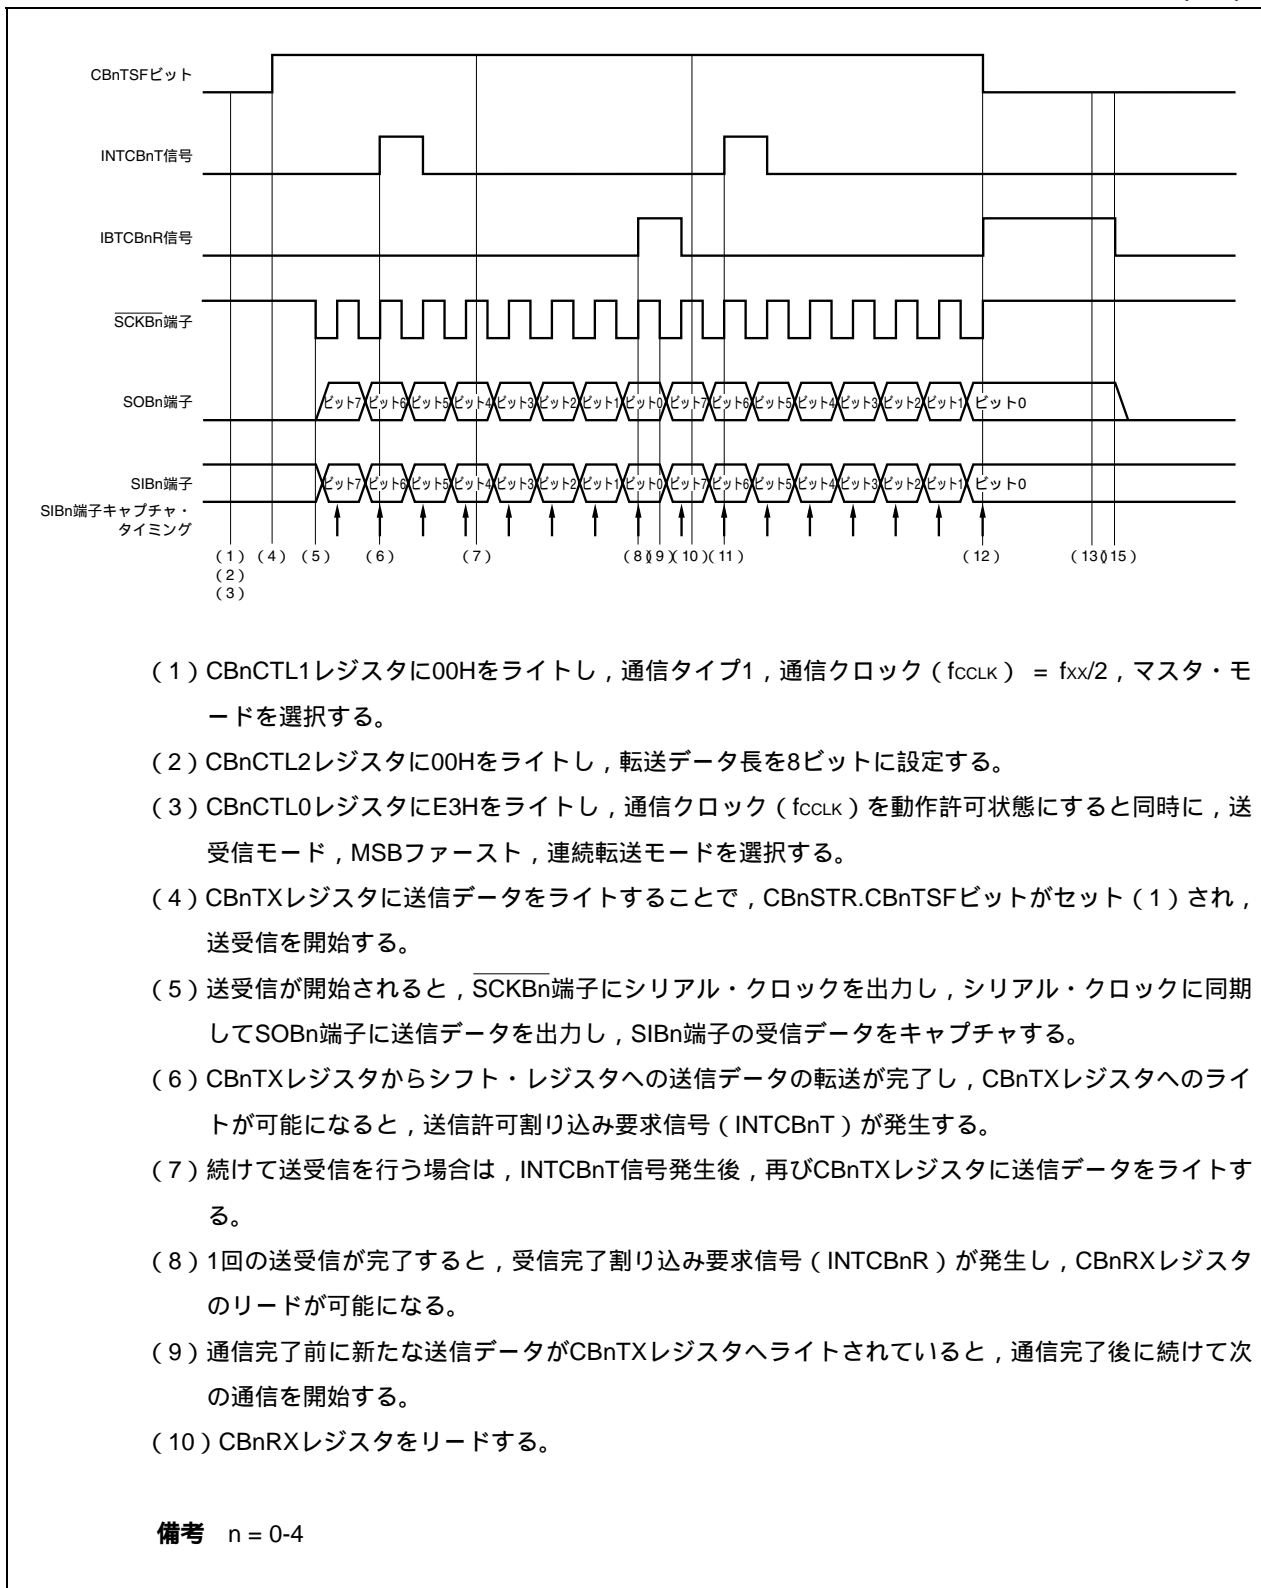 CBnTSFビット
INTCBnT信号
IBTCBnR信号
SCKBn端子
SOBn端子
ビット7 ビット6 ビット5 ビット4 ビット3 ビット2 ビット1 ビット0 ビット7 ビット6 ビット5 ビット4 ビット3 ビット2 ビット1 ビット0
SIBn端子
ビット7 ビット6 ビット5 ビット4 ビット3 ビット2 ビット1 ビット0 ビット7 ビット6 ビット5 ビット4 ビット3 ビット2 ビット1 ビット0
SIBn端子キャプチャ・
タイミング
(1) (4) (5) (6) (7) (8)(9)(10)(11) (12) (13)(15)
(2)
(3)
(1)CBnCTL1レジスタに00Hをライトし,通信タイプ1,通信クロック(fCCLK) = fXX/2,マスタ・モ
ードを選択する。
(2)CBnCTL2レジスタに00Hをライトし,転送データ長を8ビットに設定する。
(3)CBnCTL0レジスタにE3Hをライトし,通信クロック(fCCLK)を動作許可状態にすると同時に,送
受信モード,MSBファースト,連続転送モードを選択する。
(4)CBnTXレジスタに送信データをライトすることで,CBnSTR.CBnTSFビットがセット(1)され,
送受信を開始する。
(5)送受信が開始されると,SCKBn端子にシリアル・クロックを出力し,シリアル・クロックに同期
してSOBn端子に送信データを出力し,SIBn端子の受信データをキャプチャする。
(6)CBnTXレジスタからシフト・レジスタへの送信データの転送が完了し,CBnTXレジスタへのライ
トが可能になると,送信許可割り込み要求信号(INTCBnT)が発生する。
(7)続けて送受信を行う場合は,INTCBnT信号発生後,再びCBnTXレジスタに送信データをライトす
る。
(8)1回の送受信が完了すると,受信完了割り込み要求信号(INTCBnR)が発生し,CBnRXレジスタ
のリードが可能になる。
(9)通信完了前に新たな送信データがCBnTXレジスタへライトされていると,通信完了後に続けて次
の通信を開始する。
(10)CBnRXレジスタをリードする。
備考 n = 0-4